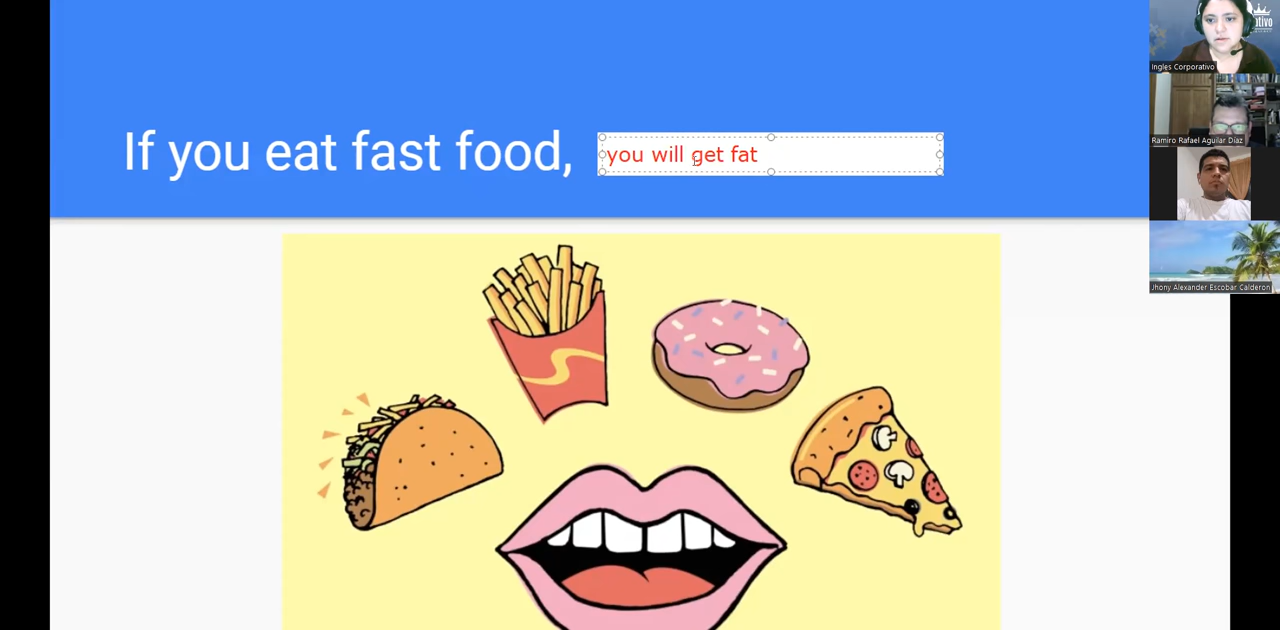 If you eat fast food,
you will get fat
ativo
Ingles Corporativo
Ramiro Rafael Aguilar Diaz
Jhony Alexander Escobar Calderon